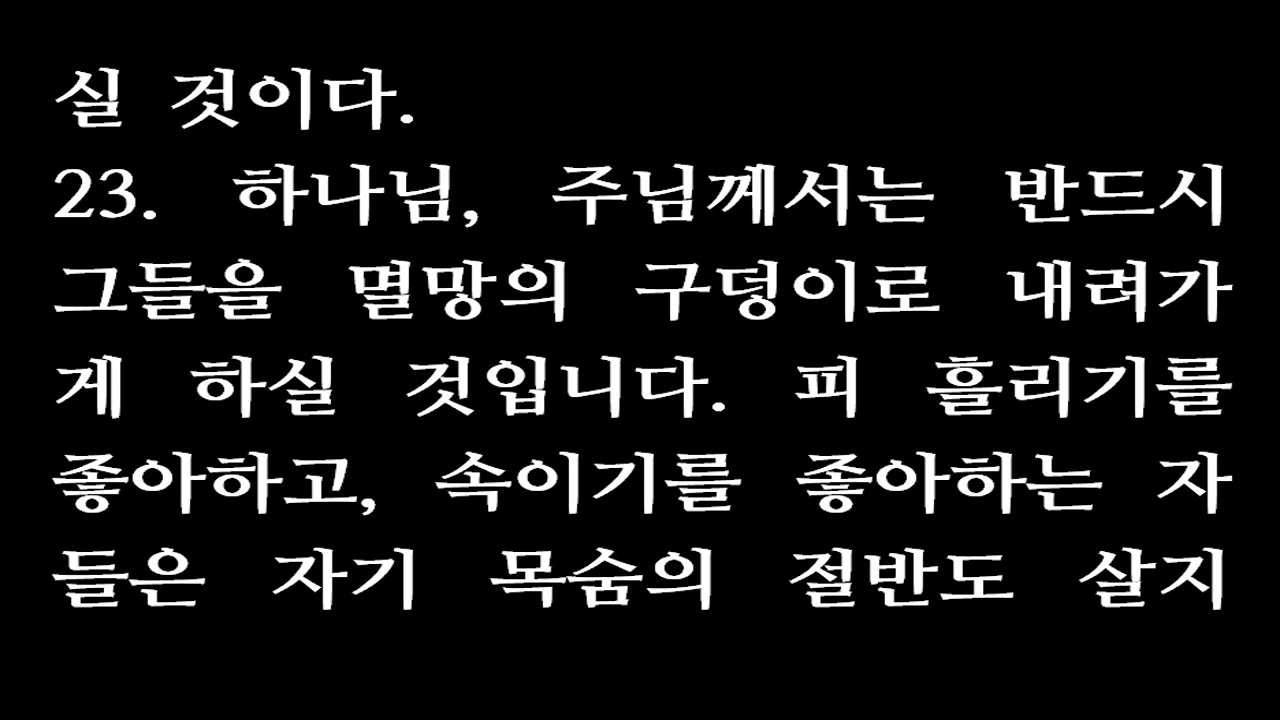 실 것이다.
23. 하나님, 주님께서는 반드시
그들을 멸망의 구덩이로 내려가
게 하실 것입니다. 피 흘리기를
좋아하고, 속이기를 좋아하는 자
들은 자기 목숨의 절반도 살지